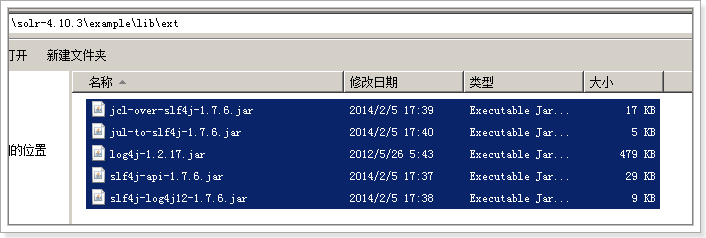 \solr-4.10.3\example\lib\ext
打开 新建文件夹
名称 修改日期 类型 大小
jcl-over-slf4j-1.7.6.jar 2014/2/5 17:39 Executable Jar... 17 KB
jul-to-slf4j-1.7.6.jar 2014/2/5 17:40 Executable Jar... 5 KB
的位置
log4j-1.2.17.jar 2012/5/26 5:43 Executable Jar... 479 KB
slf4j-api-1.7.6.jar 2014/2/5 17:37 Executable Jar... 29 KB
slf4j-log4j12-1.7.6.jar 2014/2/5 17:38 Executable Jar... 9 KB